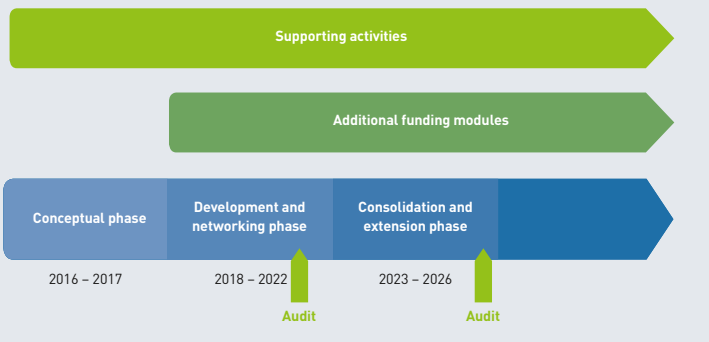 Supporting activities
Additional funding modules
Conceptual phase
Development and
networking phase
Consolidation and
extension phase
2016 – 2017
2018 – 2022
2023 – 2026
Audit
Audit